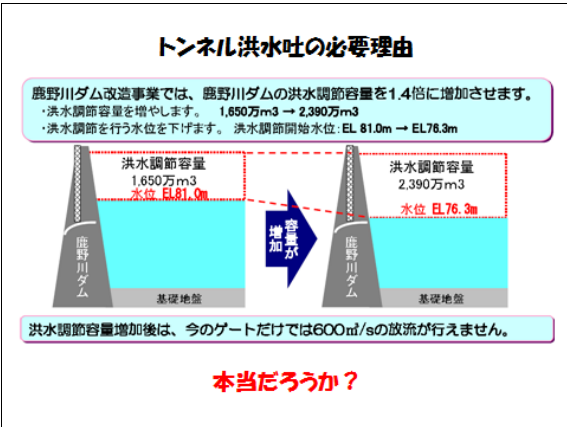 トンネル洪水吐の必要理由
鹿野川ダム改造事業では、鹿野川ダムの洪水調節容量を1.4倍に増加させます。
・洪水調節容量を増やします。 1,650万m3 → 2,390万m3
・洪水調節を行う水位を下げます。 洪水調節開始水位：EL 81.0m → EL76.3m
洪水調節容量
1,650万m3
水位 EL81.0m
鹿野川ダム
基礎地盤
容量が
増加
洪水調節容量
2,390万m3
水位 EL76.3m
鹿野川ダム
基礎地盤
洪水調節容量増加後は、今のゲートだけでは600㎥/sの放流が行えません。
本当だろうか？